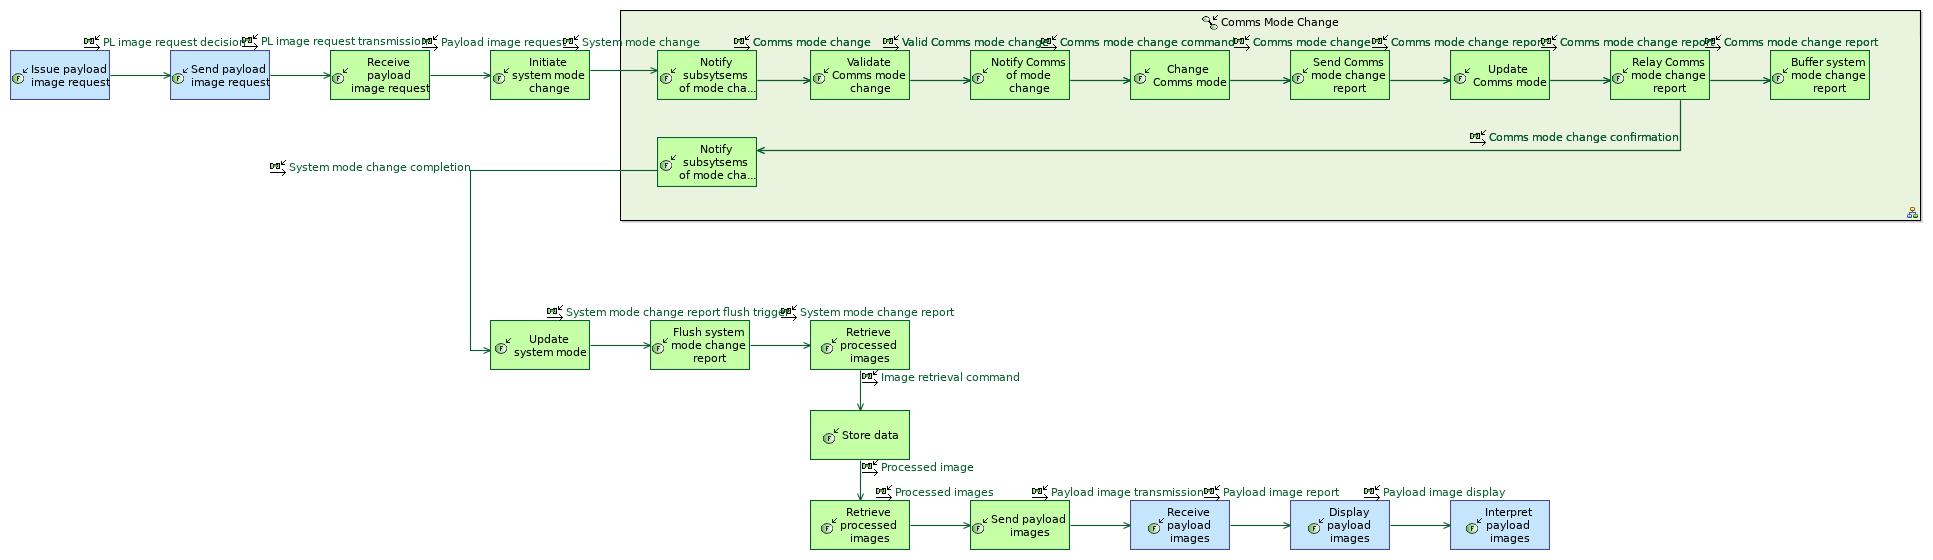 Comms Mode Change
PL image request decision
PL image request transmission
Payload image request
System mode change
Comms mode change
Valid Comms mode change
Comms mode change command
Comms mode change
Comms mode change report
Comms mode change report
Comms mode change report
Issue payload
image request
Send payload
image request
Receive
payload
image request
Initiate
system mode
change
Notify
subsytsems
of mode cha...
Validate
Comms mode
change
Notify Comms
of mode
change
Change
Comms mode
Send Comms
mode change
report
Update
Comms mode
Relay Comms
mode change
report
Buffer system
mode change
report
Comms mode change confirmation
Notify
subsytsems
of mode cha...
System mode change completion
System mode change report flush trigger
System mode change report
Update
system mode
Flush system
mode change
report
Retrieve
processed
images
Image retrieval command
Store data
Processed image
Processed images
Payload image transmission
Payload image report
Payload image display
Retrieve
processed
images
Send payload
images
Receive
payload
images
Display
payload
images
Interpret
payload
images